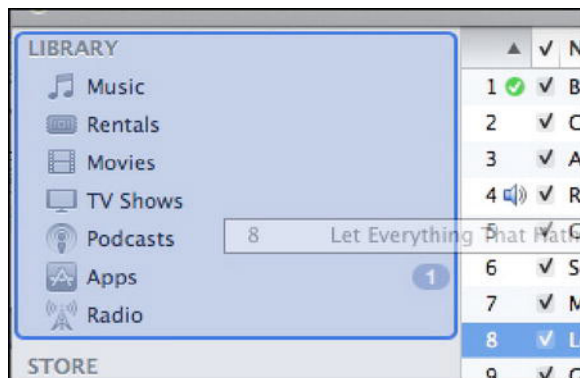 LIBRARY
Music
Rentals
Movies
TV Shows
Podcasts
Apps
1
Radio
STORE
N
1 B
2 C
3 A
4 R
5
6 S
7 M
8 L
9 C
8 Let Everything That Hath